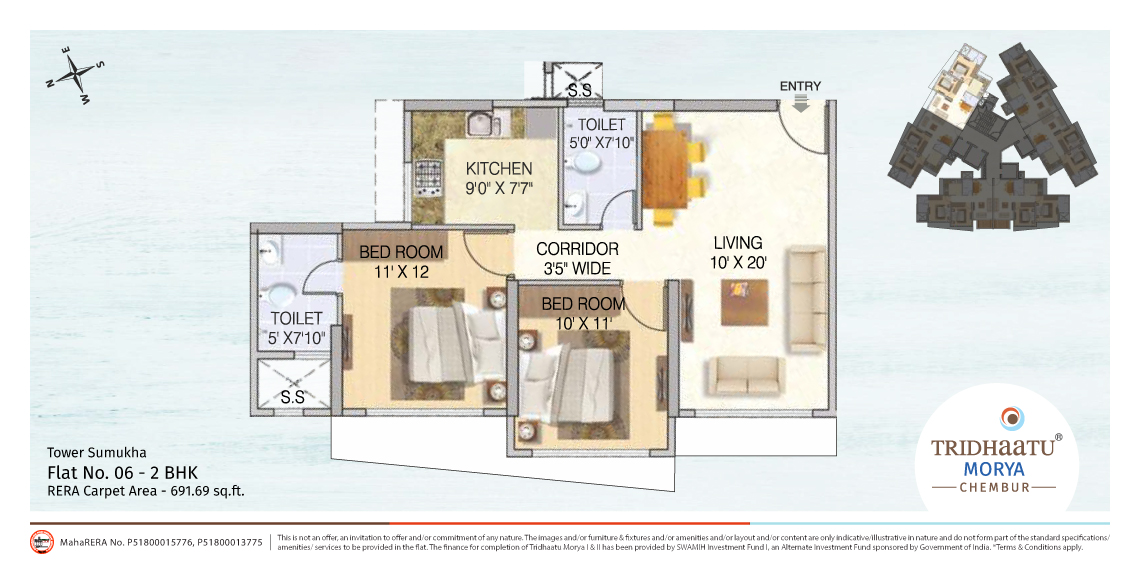 E
S
N
W
S.S
ENTRY
TOILET
5'0" X7'10"
KITCHEN
9'0" X 7'7"
LIVING
10' X 20'
CORRIDOR
3'5" WIDE
BED ROOM
11' X 12
BED ROOM
10' X 11'
TOILET
5' X7'10"
S.S
Tower Sumukha
Flat No. 06 - 2 BHK
RERA Carpet Area - 691.69 sq.ft.
TRIDHaaTU®
MORYA
CHEMBUR
MahaRERA No. P51800015776, P51800013775
This is not an offer, an invitation to offer and/or commitment of any nature. The images and/or furniture & fixtures and/or amenities and/or layout and/or content are only indicative/illustrative in nature and do not form part of the standard specifications/
amenities/ services to be provided in the flat. The finance for completion of Tridhaatu Morya I & II has been provided by SWAMIH Investment Fund I, an Alternate Investment Fund sponsored by Government of India. *Terms & Conditions apply.